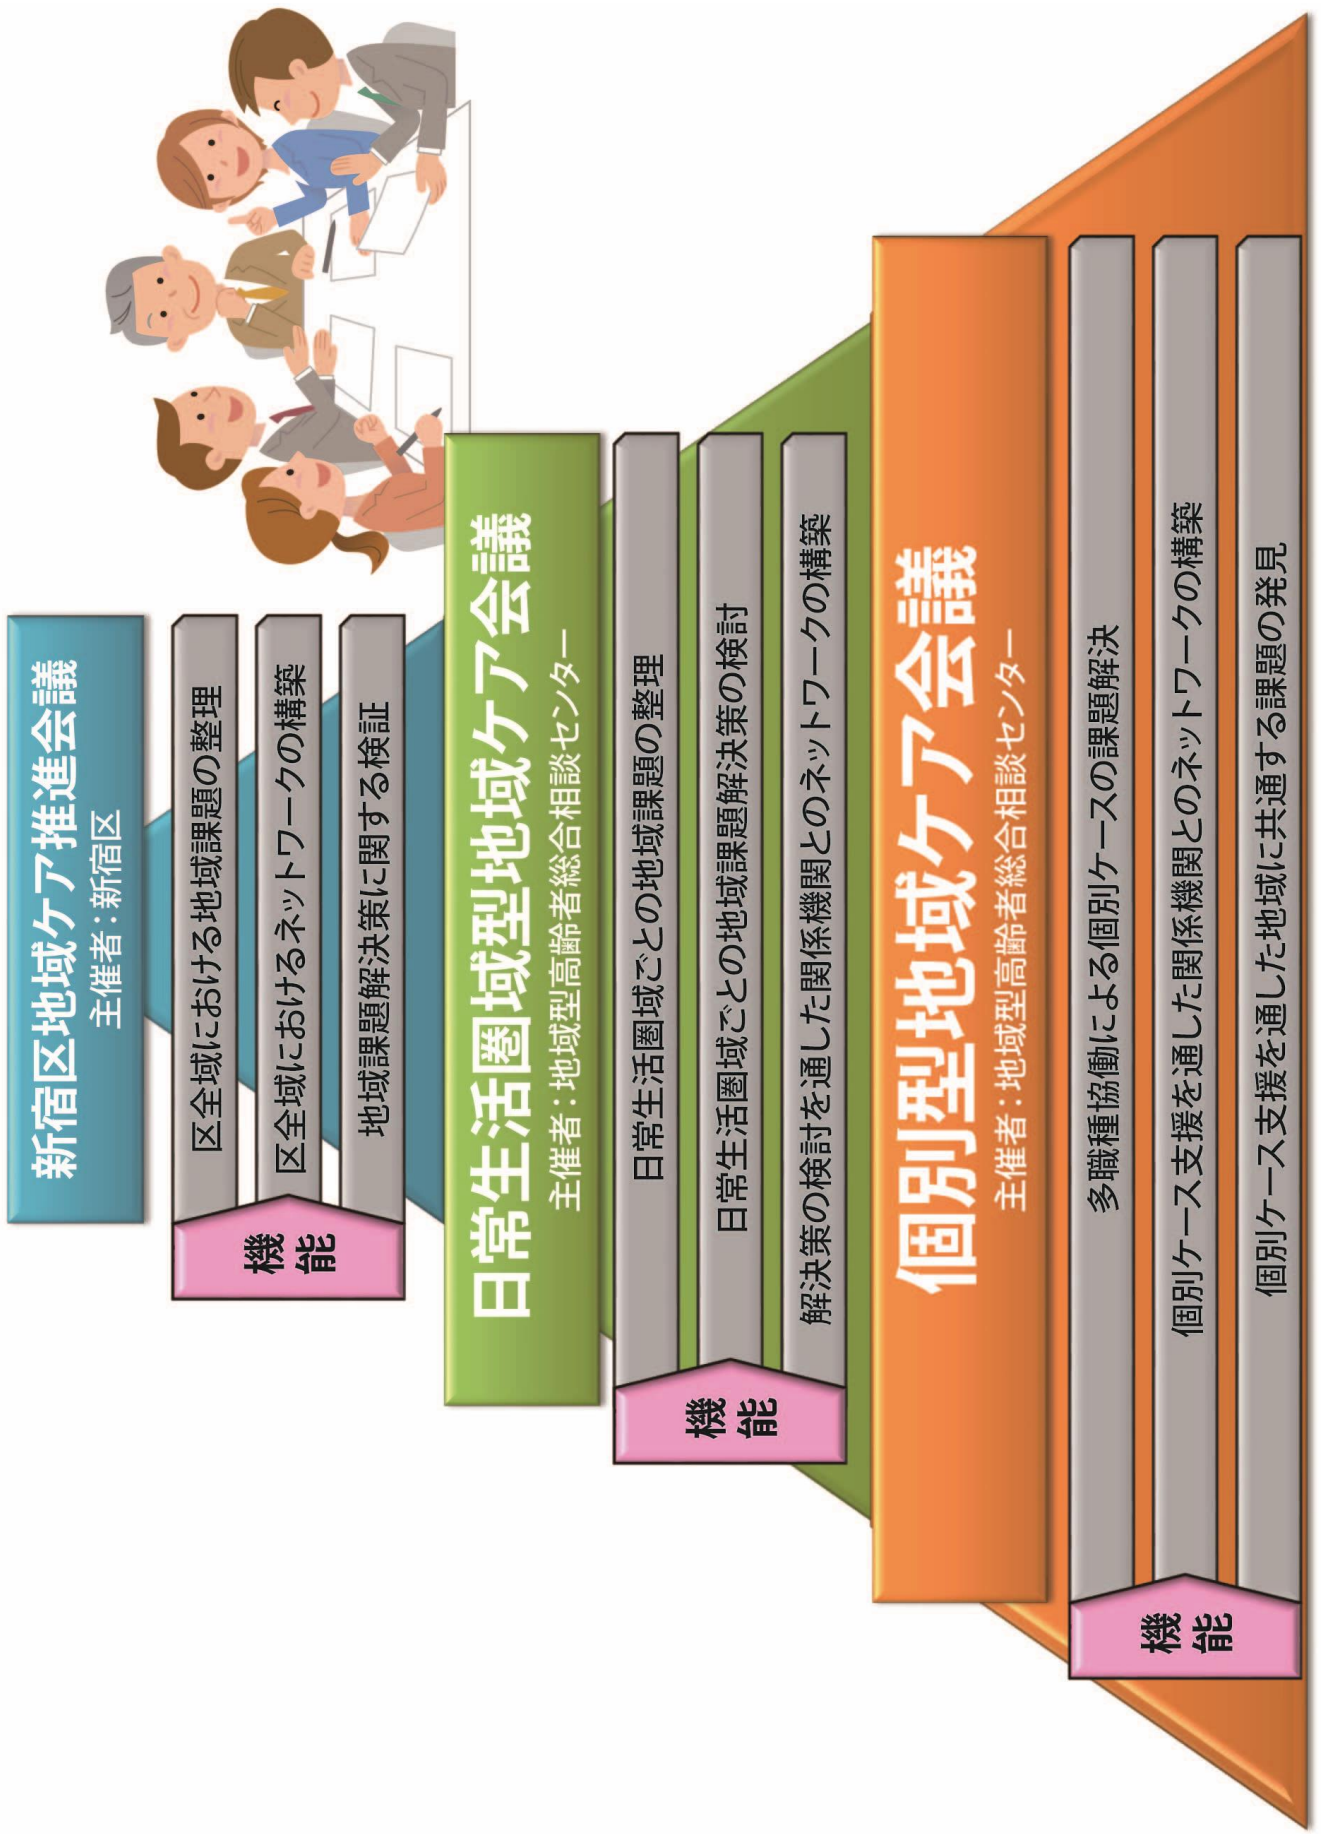 新宿区地域ケア推進会議
主催者：新宿区
機能
区全域における地域課題の整理
区全域におけるネットワークの構築
地域課題解決策に関する検証
日常生活圏域型地域ケア会議
主催者：地域型高齢者総合相談センター
機能
日常生活圏域ごとの地域課題の整理
日常生活圏域ごとの地域課題解決策の検討
解決策の検討を通した関係機関とのネットワークの構築
個別型地域ケア会議
主催者：地域型高齢者総合相談センター
機能
多職種協働による個別ケースの課題解決
個別ケース支援を通した関係機関とのネットワークの構築
個別ケース支援を通した地域に共通する課題の発見